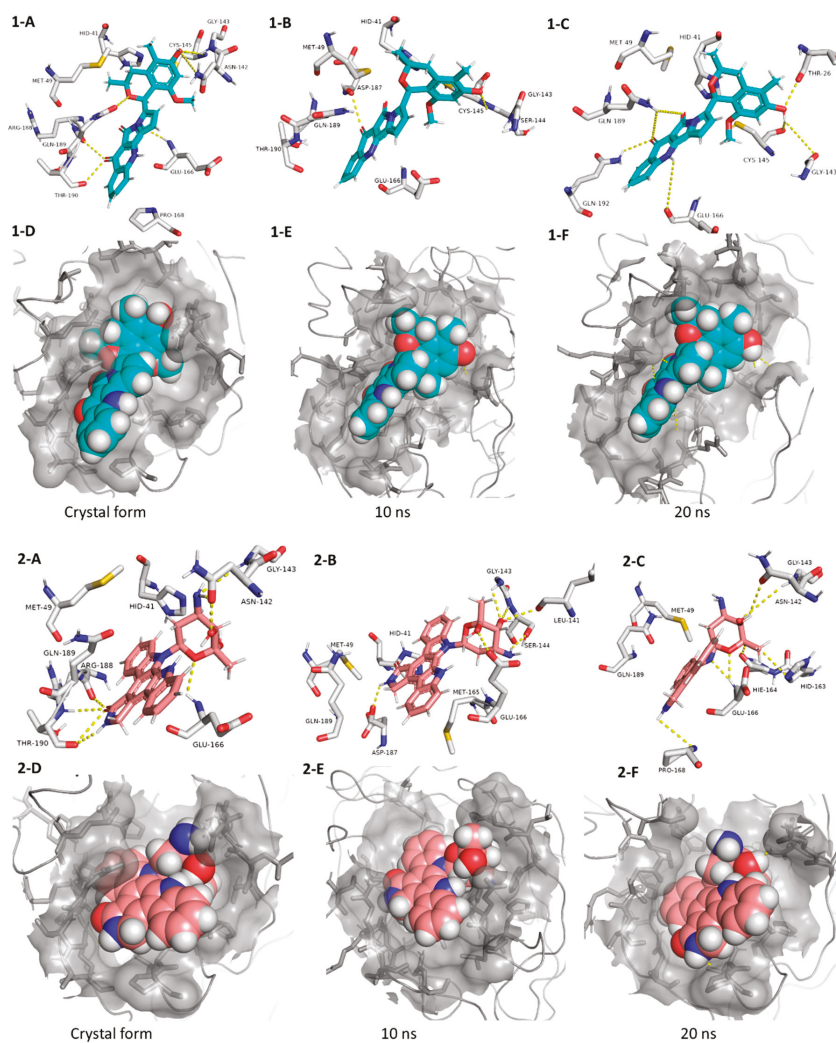 1-A
HID-41
CYS-145
GLY-143
ASN-142
MET-49
ARG-188
GLN-189
THR-190
GLU-166
PRO-168
1-B
HID-41
MET-49
ASP-187
GLN-189
THR-190
CYS-145
GLY-143
SER-144
GLU-166
1-C
MET 49
HID-41
THR-26
GLN 189
CYS 145
GLY-143
GLN-192
GLU-166
1-D
1-E
1-F
Crystal form
10 ns
20 ns
2-A
MET-49
HID-41
GLY-143
ASN-142
GLN-189
ARG-188
THR-190
GLU-166
2-B
GLY-143
LEU-141
HID-41
MET-49
SER-144
MET-165
GLN-189
GLU-166
ASP-187
2-C
GLY-143
MET-49
ASN-142
GLN-189
HIE-164
HID-163
GLU-166
PRO-168
2-D
2-E
2-F
Crystal form
10 ns
20 ns